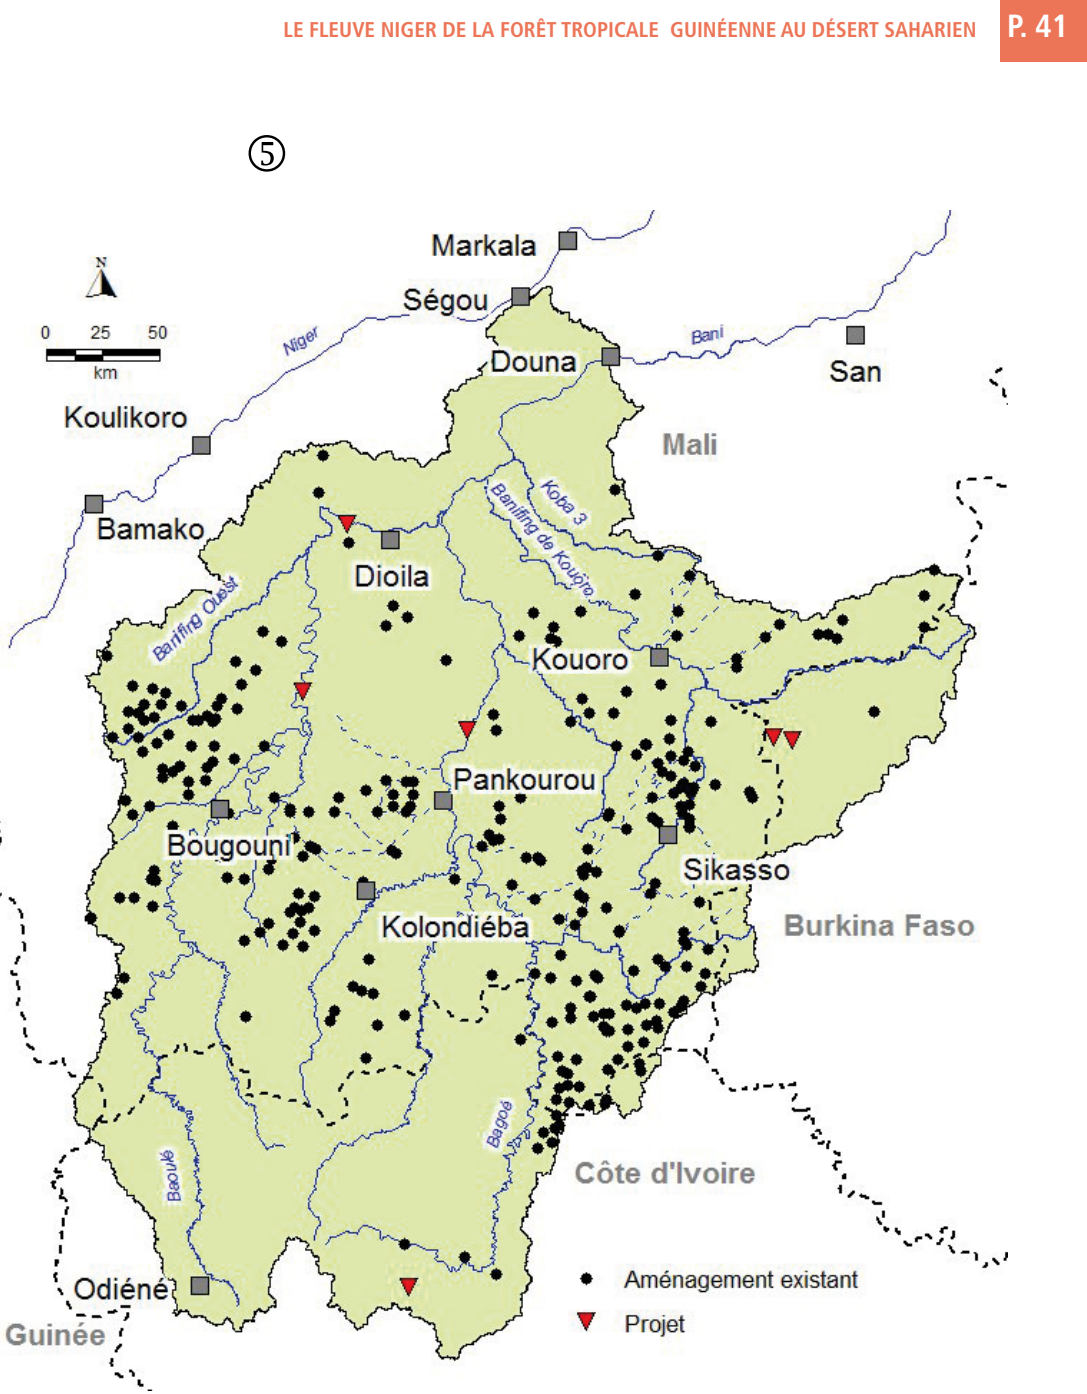 LE FLEUVE NIGER DE LA FORÊT TROPICALE GUINÉENNE AU DÉSERT SAHARIEN
P. 41
⑤
Markala
N
Ségou
0 25 50
km
Niger
Bani
Douna
San
Koulikoro
Mali
Bamako
Koba 3
Banifing de Kouoro
Dioila
Banifing Ouest
Kouoro
Pankourou
Bougouni
Sikasso
Kolondiéba
Burkina Faso
Bagoé
Baoulé
Côte d'Ivoire
Aménagement existant
Odiéné
Projet
Guinée